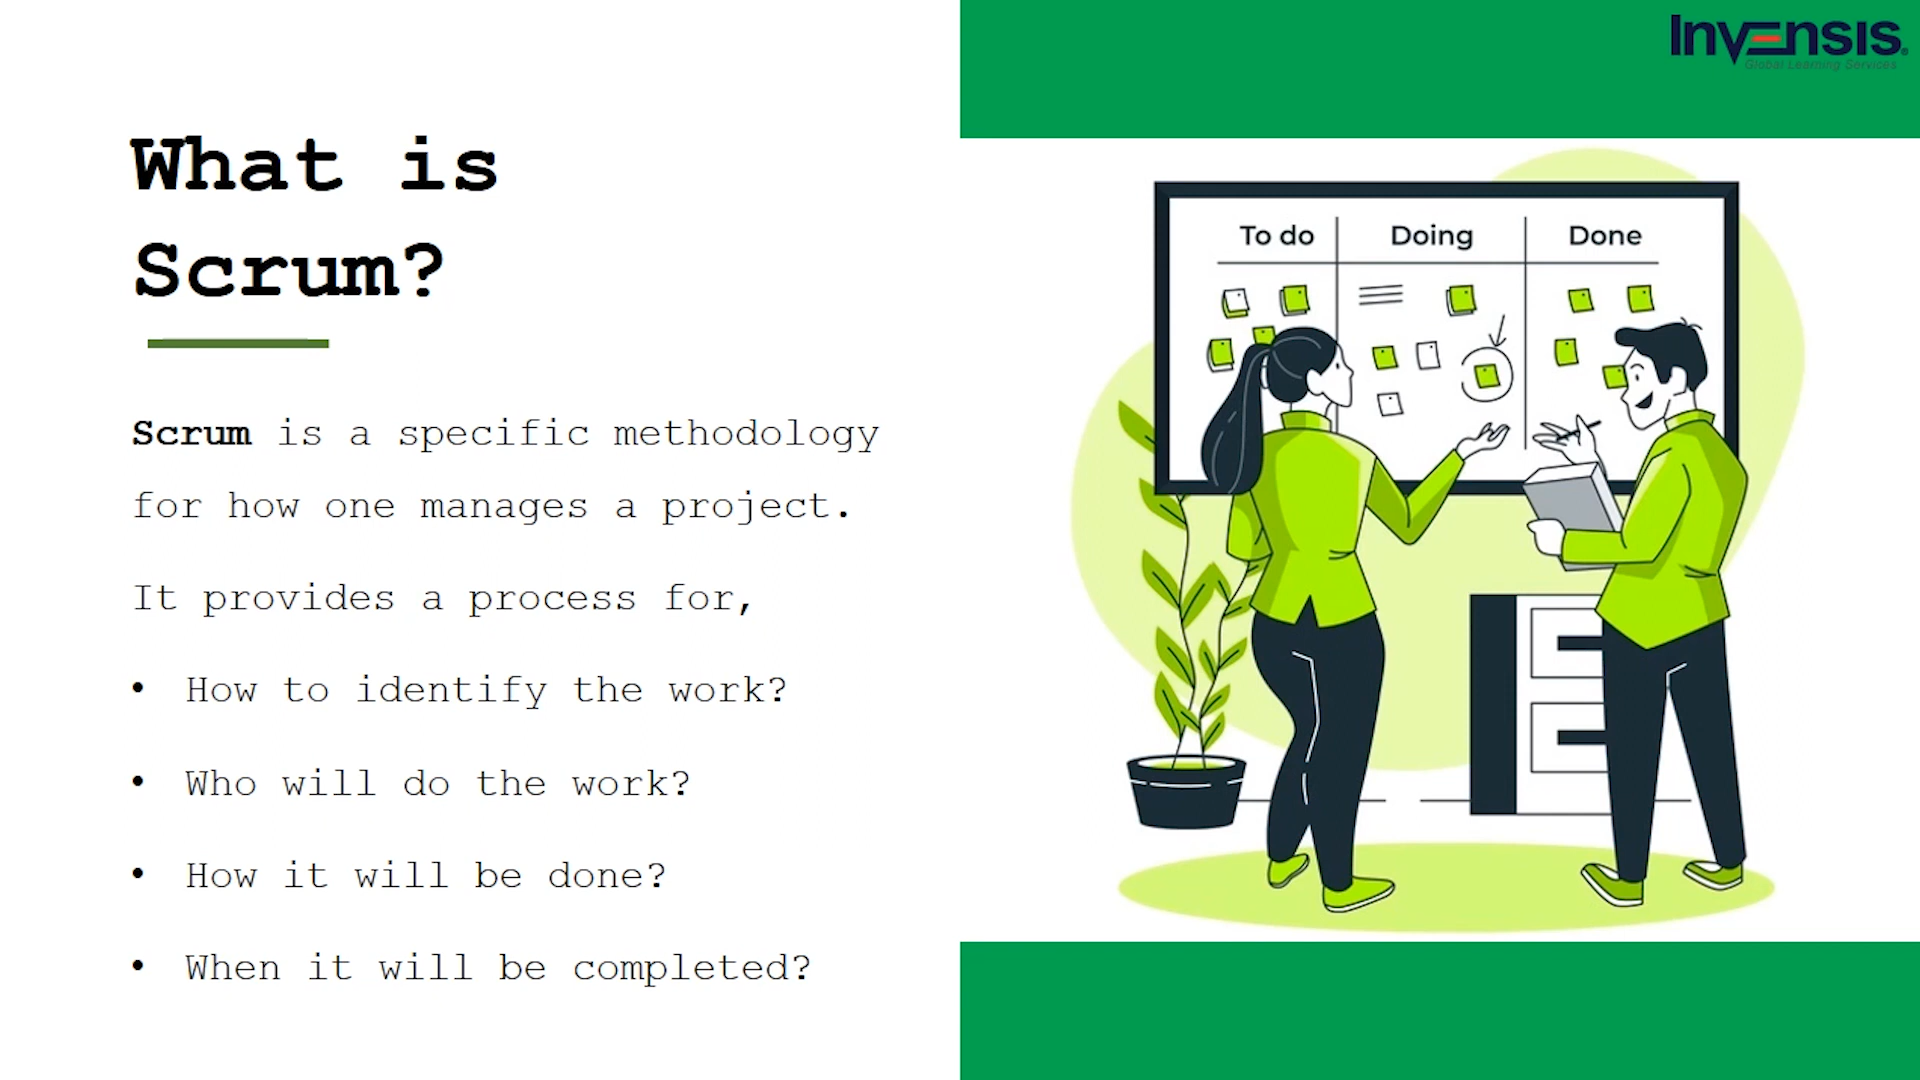 Invensis®
Global Learning Services
What is
Scrum?
Scrum is a specific methodology
for how one manages a project.
It provides a process for,
• How to identify the work?
• Who will do the work?
• How it will be done?
• When it will be completed?
To do Doing Done